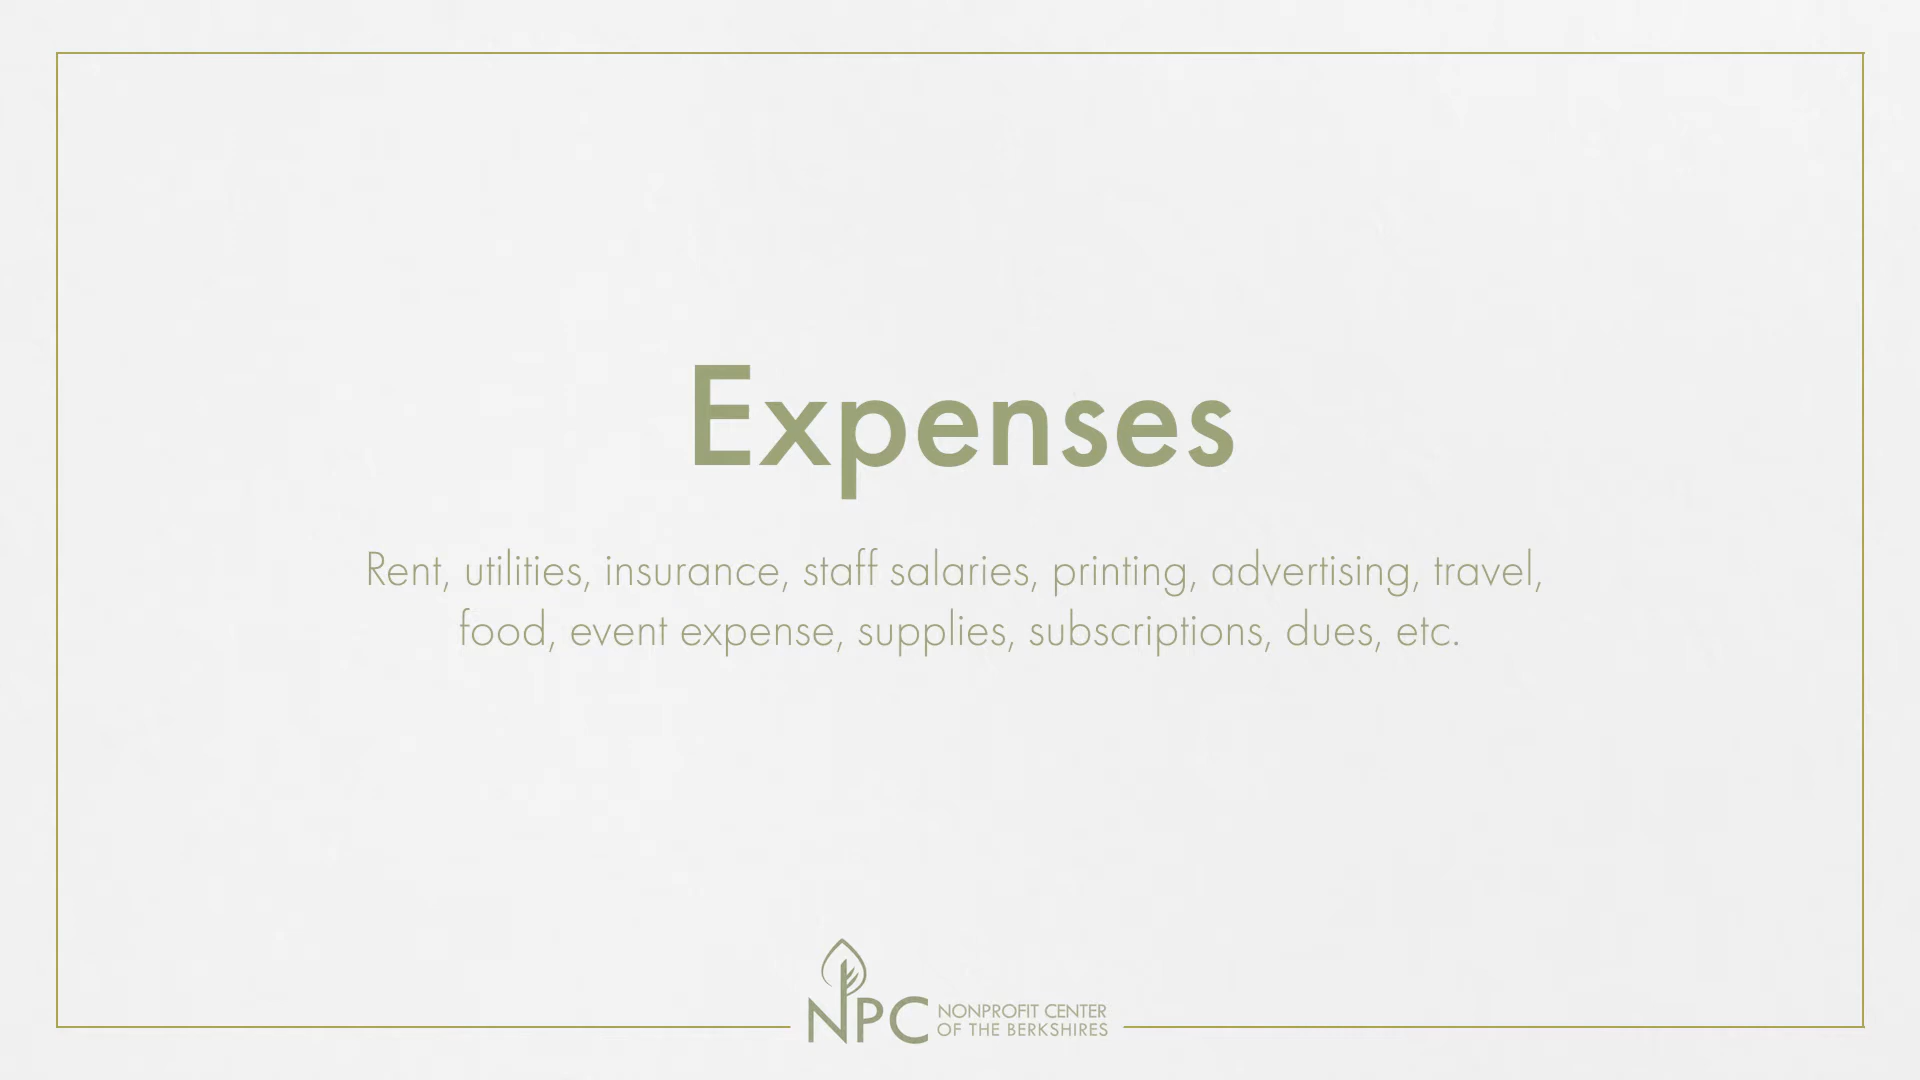 Expenses
Rent, utilities, insurance, staff salaries, printing, advertising, travel,
food, event expense, supplies, subscriptions, dues, etc.
NPC
NONPROFIT CENTER
OF THE BERKSHIRES